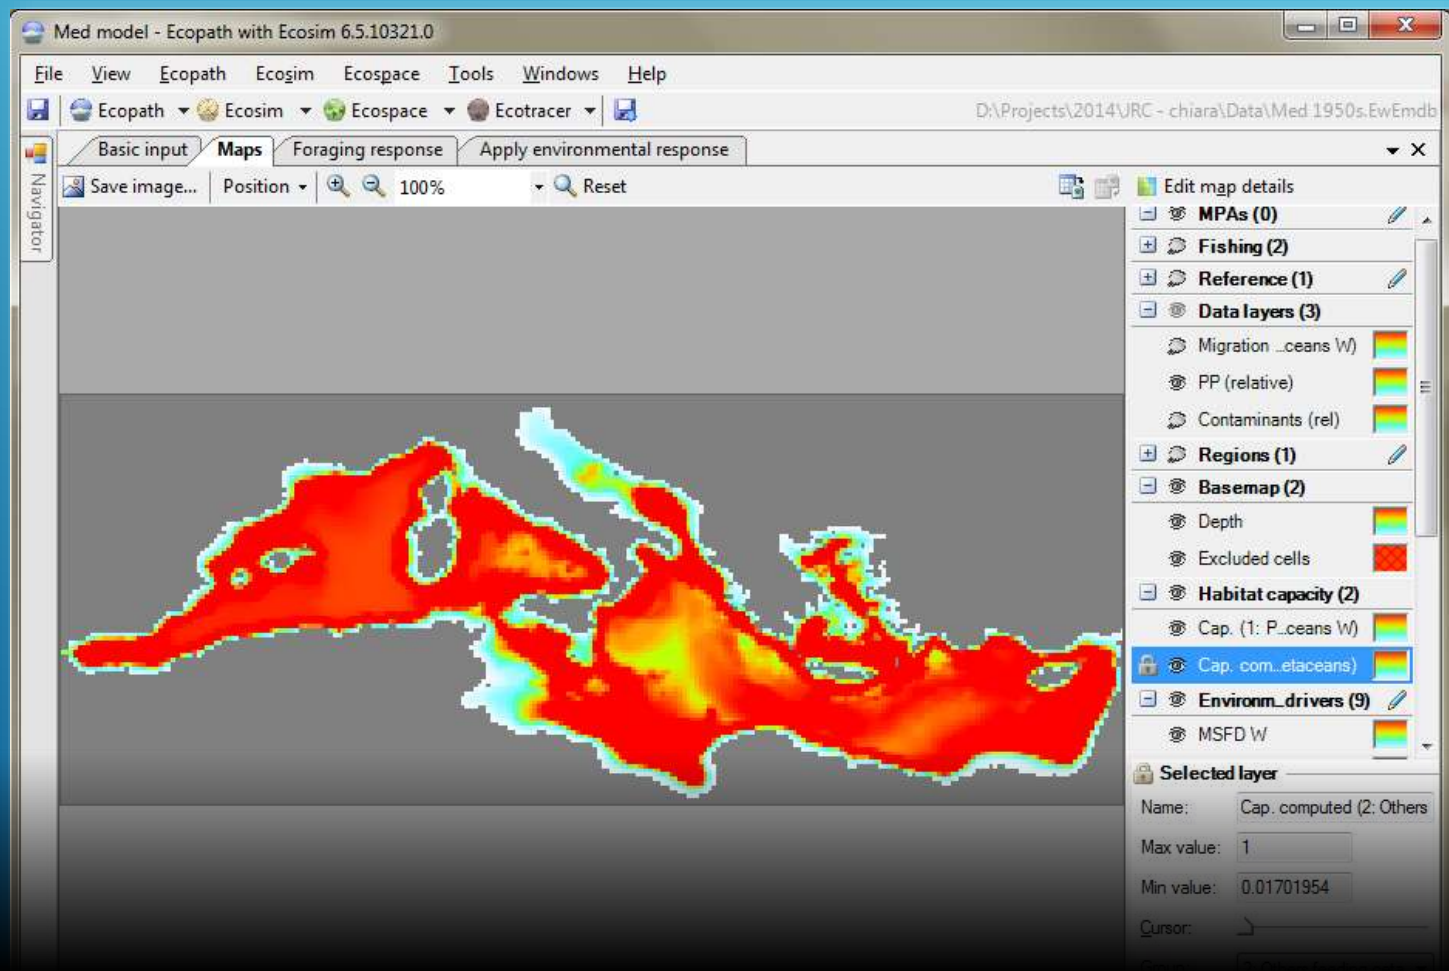 Med model - Ecopath with Ecosim 6.5.10321.0
File View Ecopath Ecosim Ecospace Tools Windows Help
Ecopath Ecosim Ecospace Ecotracer D:\Projects\2014\JRC - chiara\Data\Med 1950s.EwEmdb
Navigator
Basic input Maps Foraging response Apply environmental response
Save image... Position 100% Reset
Edit map details
MPAs (0)
Fishing (2)
Reference (1)
Data layers (3)
Migration ...ceans W)
PP (relative)
Contaminants (rel)
Regions (1)
Basemap (2)
Depth
Excluded cells
Habitat capacity (2)
Cap. (1: P...ceans W)
Cap. com...etaceans)
Environm...drivers (9)
MSFD W
Selected layer
Name: Cap. computed (2: Others
Max value: 1
Min value: 0.01701954
Cursor: